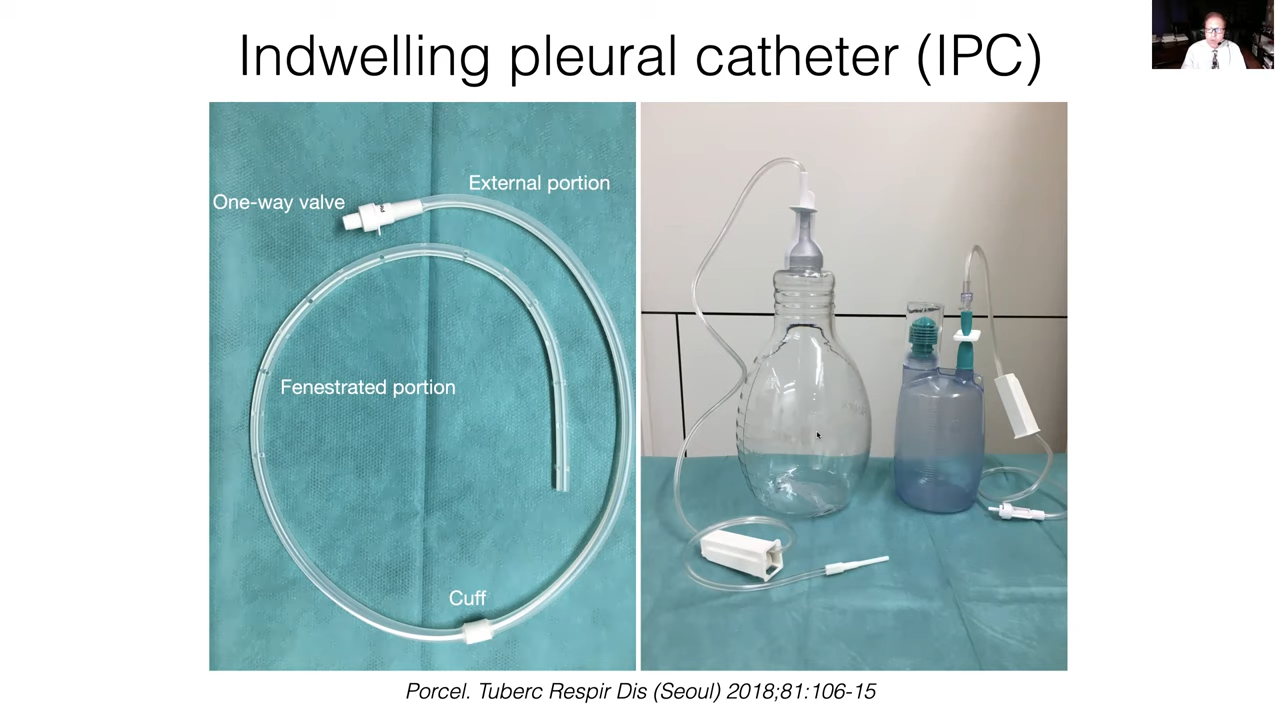 Indwelling pleural catheter (IPC)
One-way valve
External portion
Fenestrated portion
Cuff
Porcel. Tuberc Respir Dis (Seoul) 2018;81:106-15